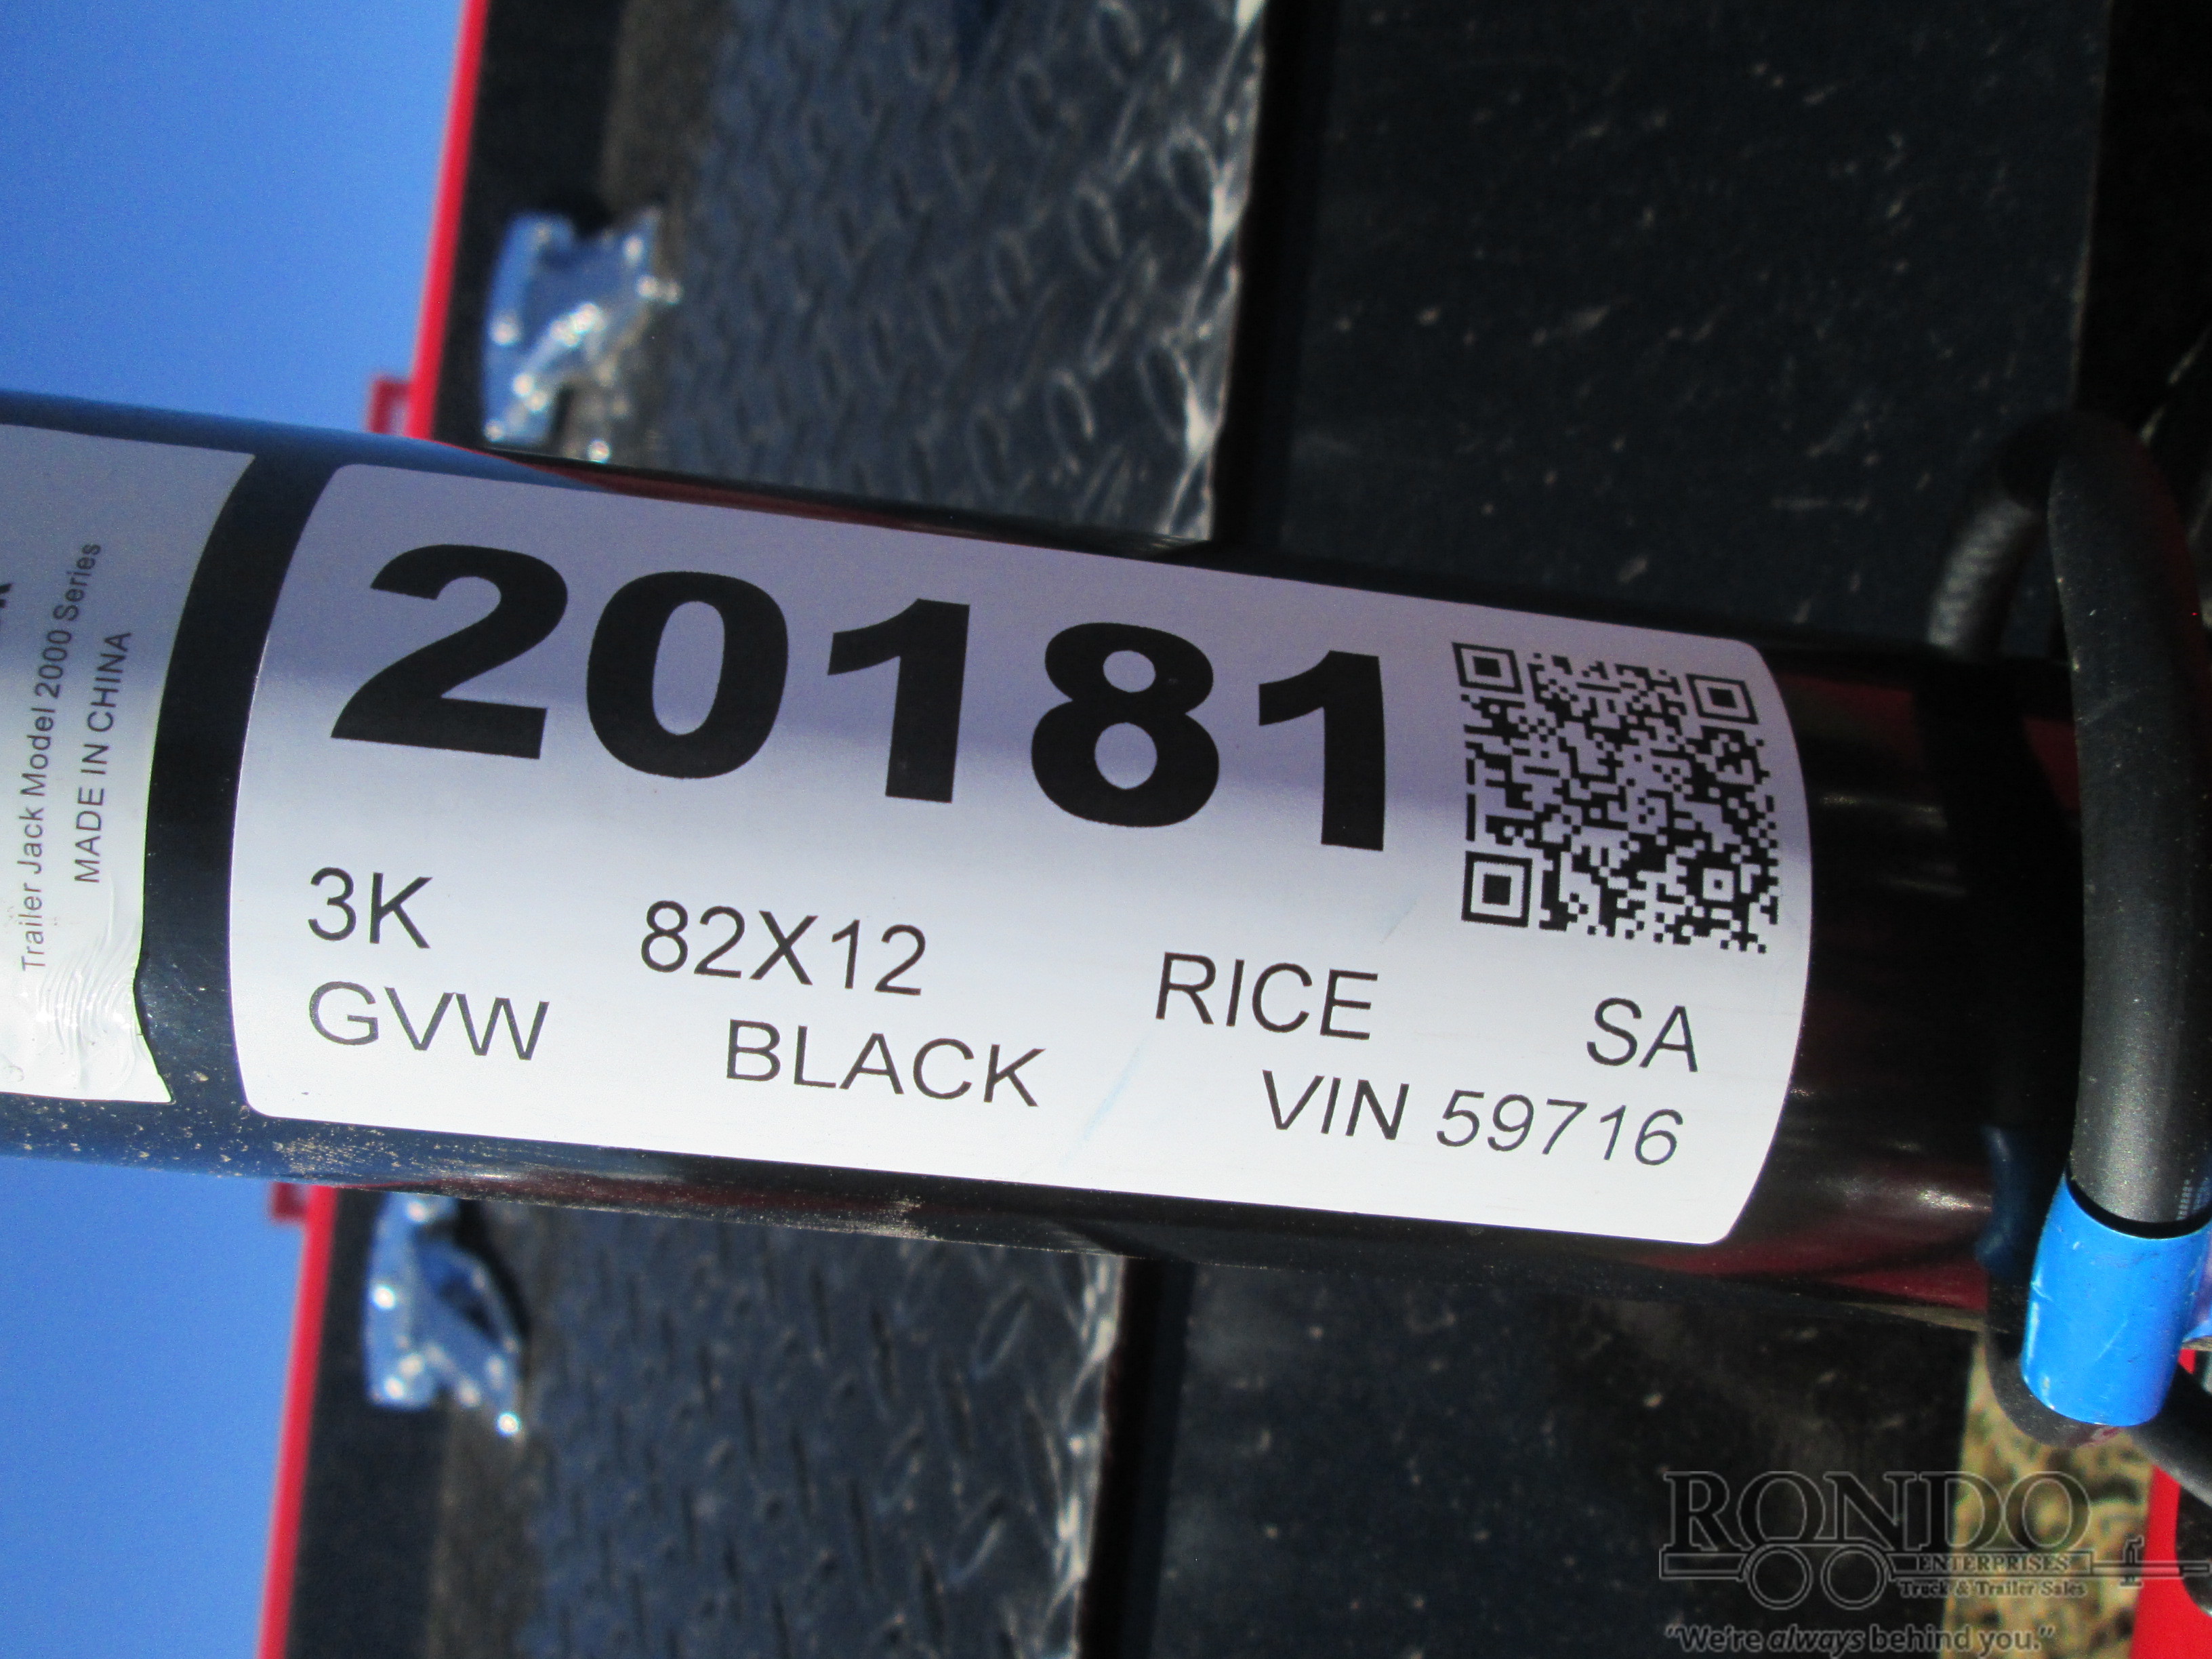 Trailer Jack Model 2000 Series
MADE IN CHINA
20181
3K 82X12 RICE SA
GVW BLACK VIN 59716
RONDO
ENTERPRISES
Truck & Trailer Sales
"We're always behind you."